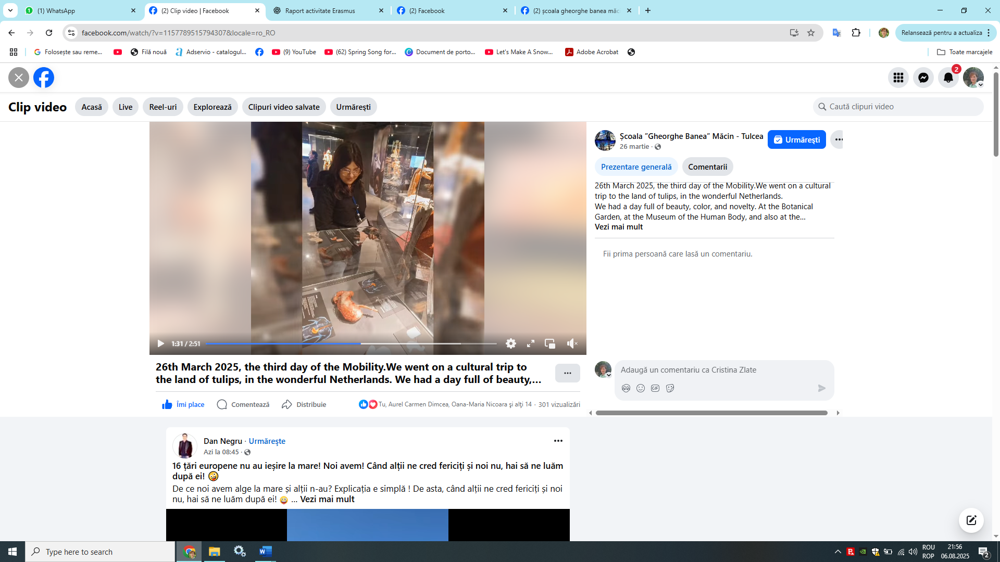 (1) WhatsApp
(2) Clip video | Facebook
Raport activitate Erasmus
(2) Facebook
(2) școala gheorghe banea măc
facebook.com/watch/?v=1157789515794307&locale=ro_RO
Relansează pentru a actualiza
Folosește sau reme...
Filă nouă
Adservio - catalogul...
(9) YouTube
(62) Spring Song for...
Document de porto...
Let's Make A Snow...
Adobe Acrobat
Toate marcajele
2
Clip video
Acasă
Live
Reel-uri
Explorează
Clipuri video salvate
Urmăreşti
Caută clipuri video
Școala ”Gheorghe Banea” Măcin - Tulcea
26 martie ·
Urmăreşti
Prezentare generală
Comentarii
26th March 2025, the third day of the Mobility.We went on a cultural
trip to the land of tulips, in the wonderful Netherlands.
We had a day full of beauty, color, and novelty. At the Botanical
Garden, at the Museum of the Human Body, and also at the...
Vezi mai mult
Fii prima persoană care lasă un comentariu.
1:31 / 2:51
26th March 2025, the third day of the Mobility.We went on a cultural trip to
the land of tulips, in the wonderful Netherlands. We had a day full of beauty,...
Adaugă un comentariu ca Cristina Zlate
GIF
Îmi place
Comentează
Distribuie
Tu, Aurel Carmen Dimcea, Oana-Maria Nicoara şi alţi 14 · 301 vizualizări
Dan Negru · Urmăreşte
Azi la 08:45 ·
16 țări europene nu au ieșire la mare! Noi avem! Când alții ne cred fericiți și noi nu, hai să ne luăm
după ei! 🤪
De ce noi avem alge la mare și alții n-au? Explicația e simplă ! De asta, când alții ne cred fericiți și noi
nu, hai să ne luăm după ei! 😀 ... Vezi mai mult
Type here to search
ROU
ROP
21:56
06.08.2025
2